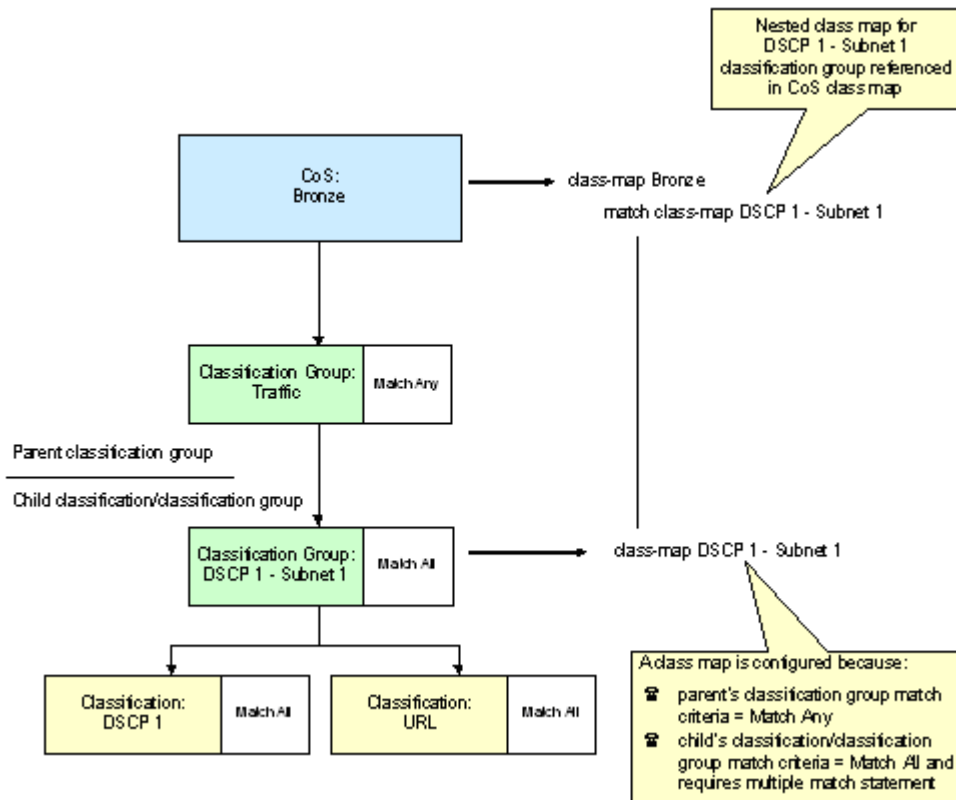 Nested class map for
DSCP 1 - Subnet 1
classification group referenced
in CoS class map
CoS:
Bronze
class-map Bronze
match class-map DSCP 1 - Subnet 1
Classification Group:
Traffic
Match Any
Parent classification group
Child classification/classification group
Classification Group:
DSCP 1 - Subnet 1
Match All
class-map DSCP 1 - Subnet 1
Classification:
DSCP 1
Match All
Classification:
URL
Match All
A class map is configured because:
☎ parent's classification group match
criteria = Match Any
☎ child's classification/classification
group match criteria = Match All and
requires multiple match statement